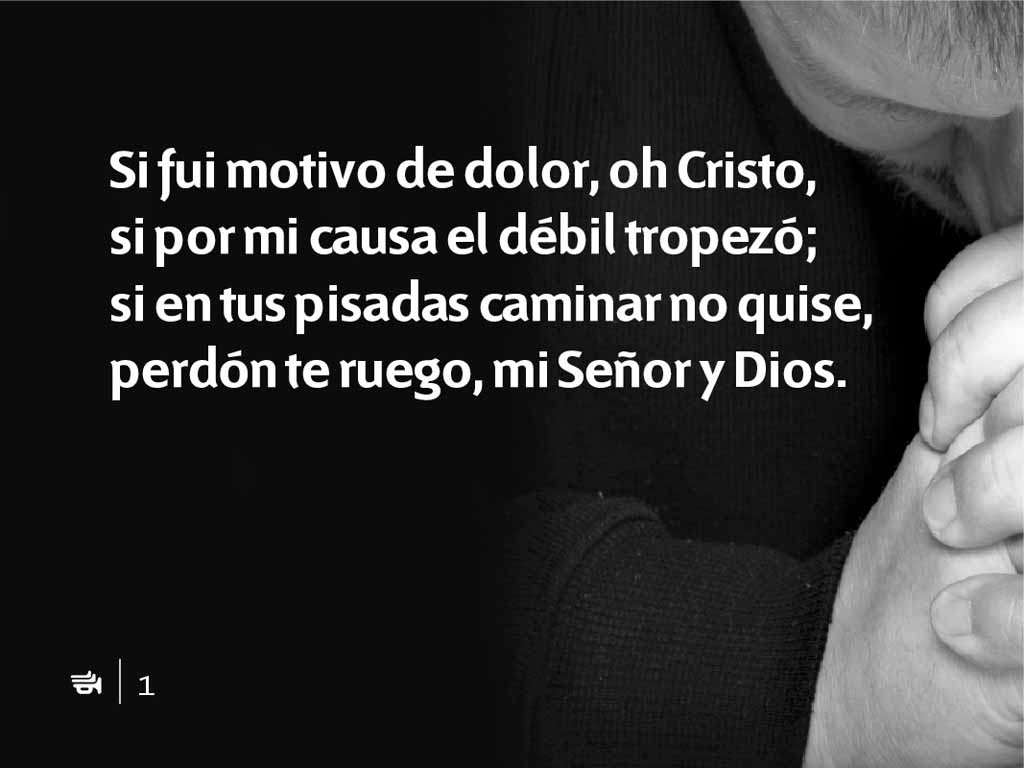 Si fui motivo de dolor, oh Cristo,
si por mi causa el débil tropezó;
si en tus pisadas caminar no quise,
perdón te ruego, mi Señor y Dios.
1